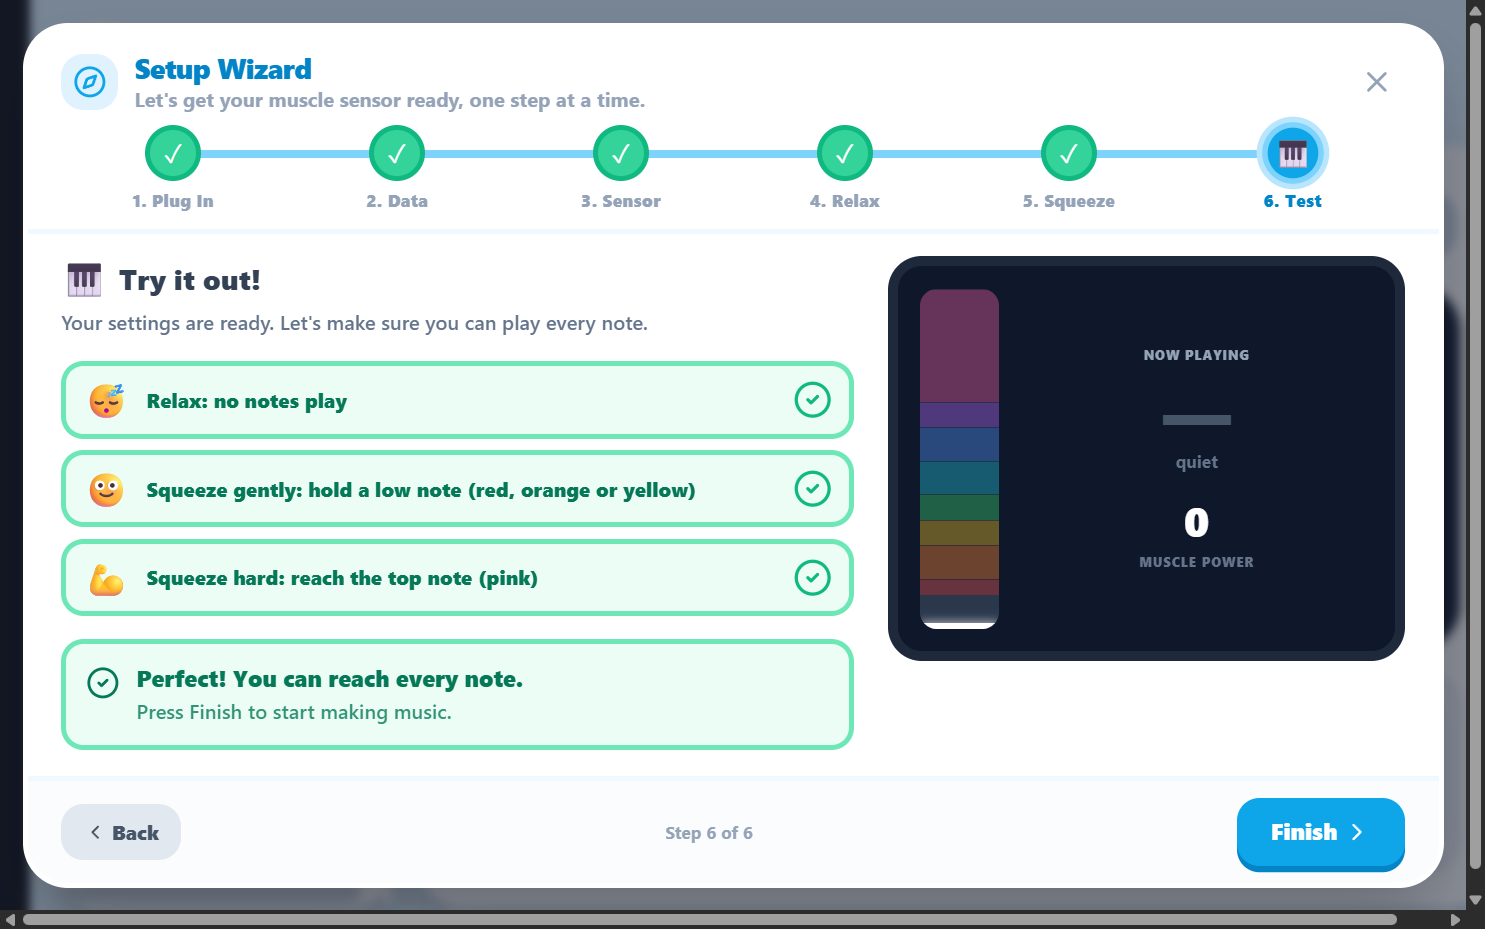 Setup Wizard
Let's get your muscle sensor ready, one step at a time.
1. Plug In
2. Data
3. Sensor
4. Relax
5. Squeeze
6. Test
Try it out!
Your settings are ready. Let's make sure you can play every note.
Relax: no notes play
Squeeze gently: hold a low note (red, orange or yellow)
Squeeze hard: reach the top note (pink)
Perfect! You can reach every note.
Press Finish to start making music.
NOW PLAYING
quiet
0
MUSCLE POWER
Back
Step 6 of 6
Finish